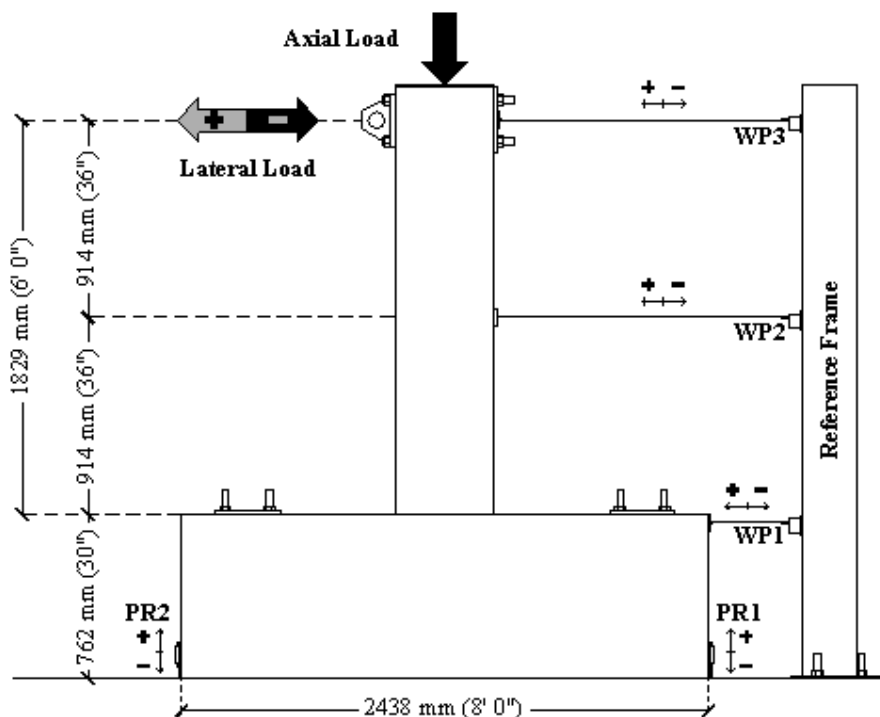 Axial Load
+ -
WP3
+ -
Lateral Load
914 mm (36")
1829 mm (6' 0")
+ -
WP2
Reference Frame
914 mm (36")
+ -
WP1
762 mm (30")
PR2
+
-
PR1
+
-
2438 mm (8' 0")